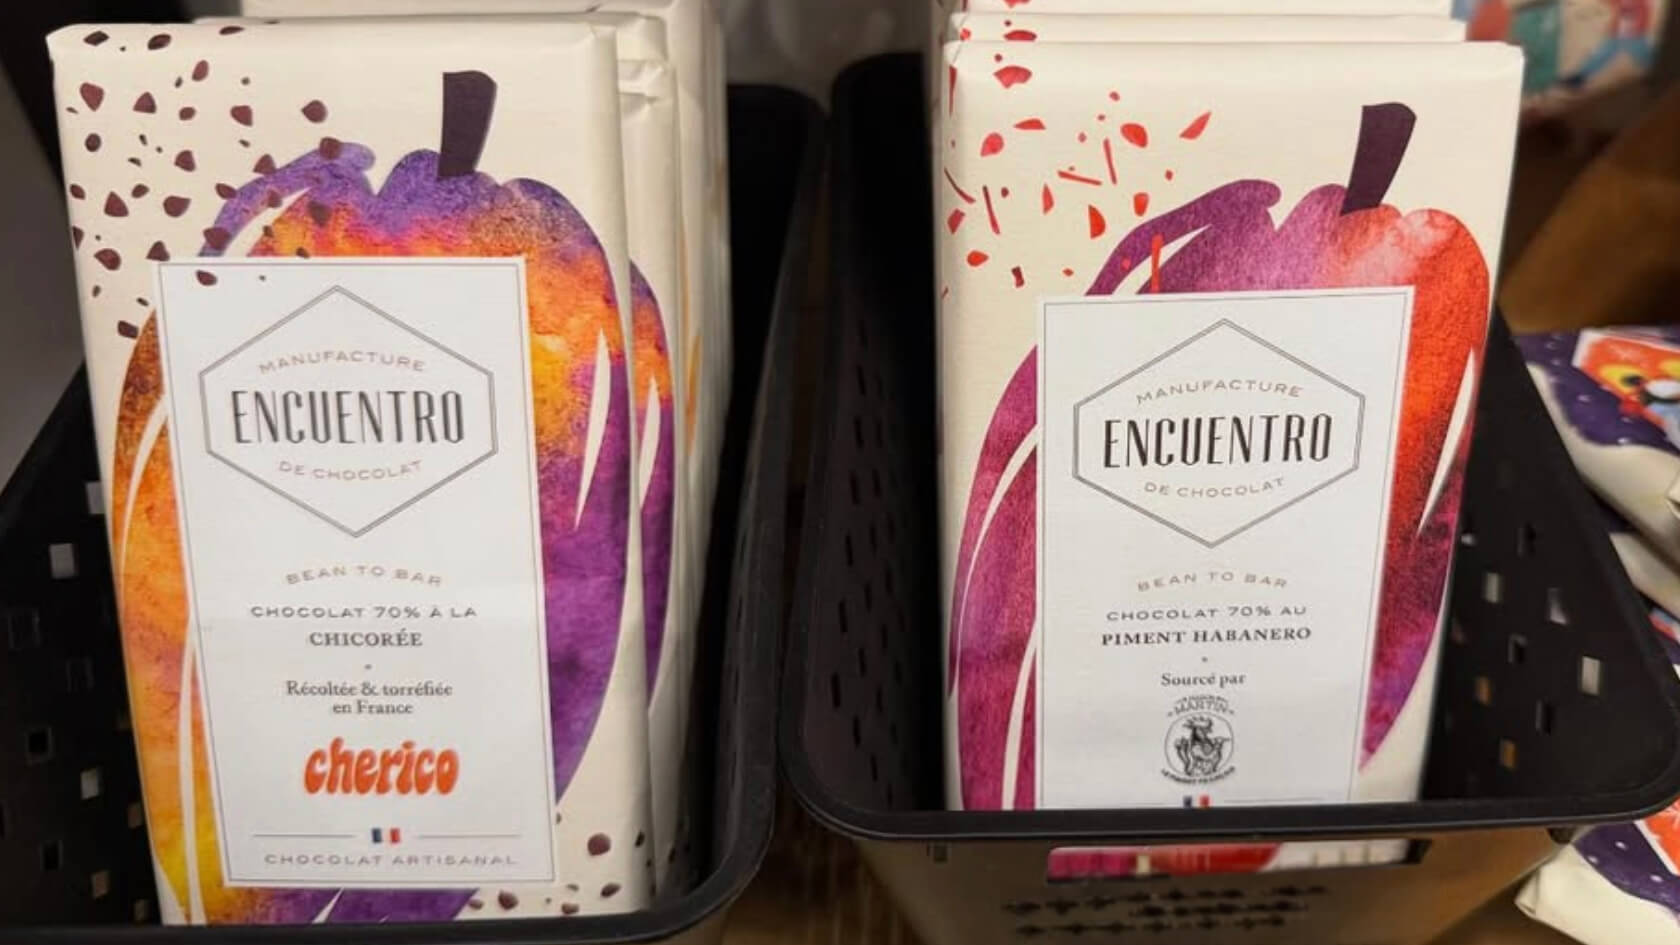 MANUFACTURE
ENCUENTRO
DE CHOCOLAT
BEAN TO BAR
CHOCOLAT 70% À LA
CHICORÉE
Récoltée & torréfiée
en France
cherico
CHOCOLAT ARTISANAL
MANUFACTURE
ENCUENTRO
DE CHOCOLAT
BEAN TO BAR
CHOCOLAT 70% AU
PIMENT HABANERO
Sourcé par
MARTIN